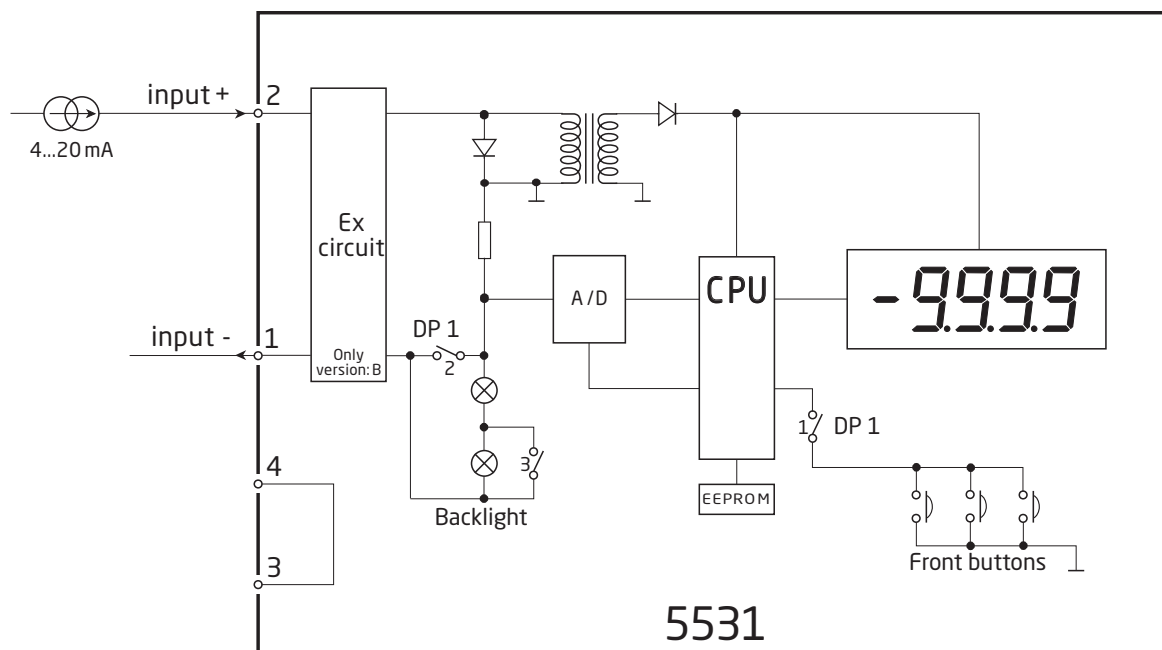 input +
2
4...20 mA
Ex
circuit
Only
version: B
input -
1
DP 1
2
A/D
CPU
-9.9.9.9
1
DP 1
3
4
EEPROM
Backlight
3
Front buttons
5531